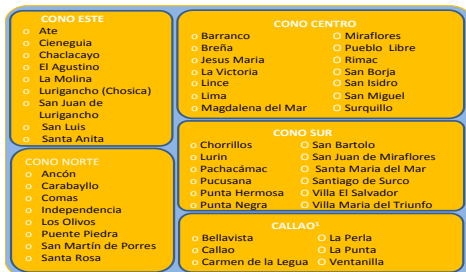 CONO ESTE
o Ate
o Cieneguia
o Chaclacayo
o El Agustino
o La Molina
o Lurigancho (Chosica)
o San Juan de
Lurigancho
o San Luis
o Santa Anita
CONO NORTE
o Ancón
o Carabayllo
o Comas
o Independencia
o Los Olivos
o Puente Piedra
o San Martín de Porres
o Santa Rosa
CONO CENTRO
o Barranco
o Breña
o Jesus Maria
o La Victoria
o Lince
o Lima
o Magdalena del Mar
O Miraflores
O Pueblo Libre
O Rimac
O San Borja
O San Isidro
O San Miguel
O Surquillo
CONO SUR
o Chorrillos
o Lurin
o Pachacámac
o Pucusana
o Punta Hermosa
o Punta Negra
O San Bartolo
O San Juan de Miraflores
O Santa Maria del Mar
O Santiago de Surco
O Villa El Salvador
O Villa Maria del Triunfo
CALLAO¹
o Bellavista
o Callao
o Carmen de la Legua
O La Perla
O La Punta
O Ventanilla